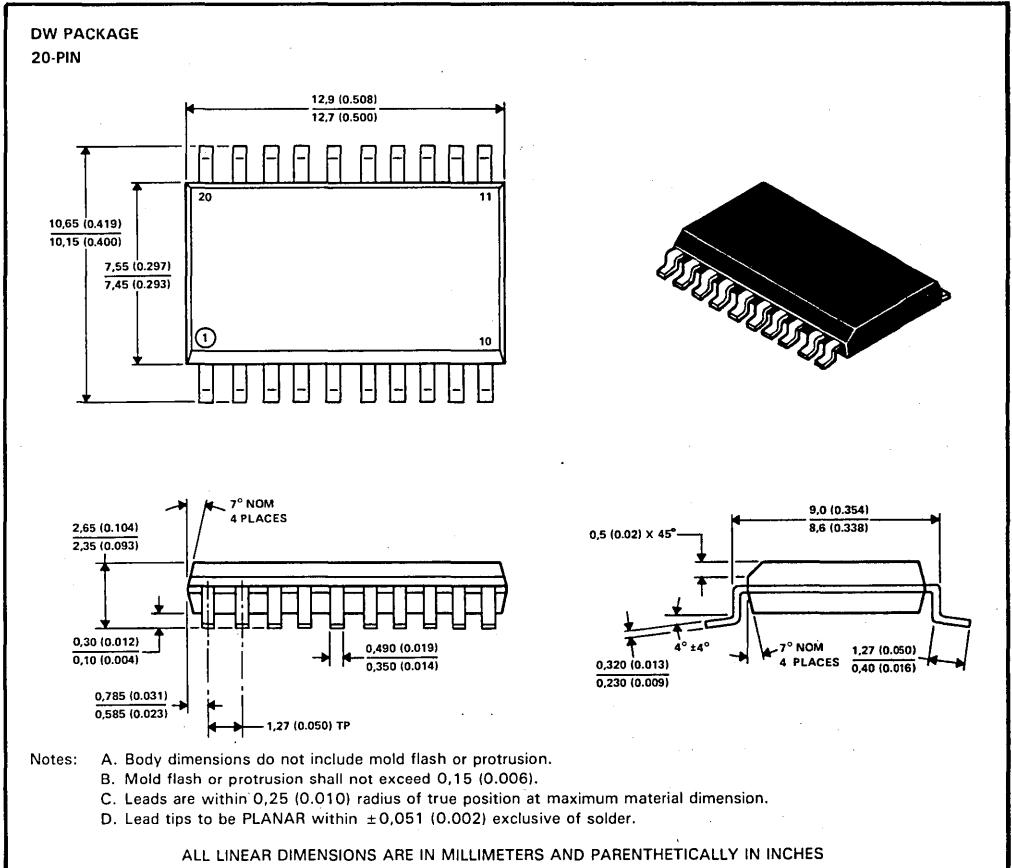 DW PACKAGE
20-PIN
12,9 (0.508)
12,7 (0.500)
20
11
10,65 (0.419)
10,15 (0.400)
7,55 (0.297)
7,45 (0.293)
1
10
7° NOM
4 PLACES
2,65 (0.104)
2,35 (0.093)
0,30 (0.012)
0,10 (0.004)
0,490 (0.019)
0,350 (0.014)
0,785 (0.031)
0,585 (0.023)
1,27 (0.050) TP
9,0 (0.354)
8,6 (0.338)
0,5 (0.02) X 45°
4° ±4°
7° NOM
4 PLACES
0,320 (0.013)
0,230 (0.009)
1,27 (0.050)
0,40 (0.016)
Notes: A. Body dimensions do not include mold flash or protrusion.
B. Mold flash or protrusion shall not exceed 0,15 (0.006).
C. Leads are within 0,25 (0.010) radius of true position at maximum material dimension.
D. Lead tips to be PLANAR within ±0,051 (0.002) exclusive of solder.
ALL LINEAR DIMENSIONS ARE IN MILLIMETERS AND PARENTHETICALLY IN INCHES